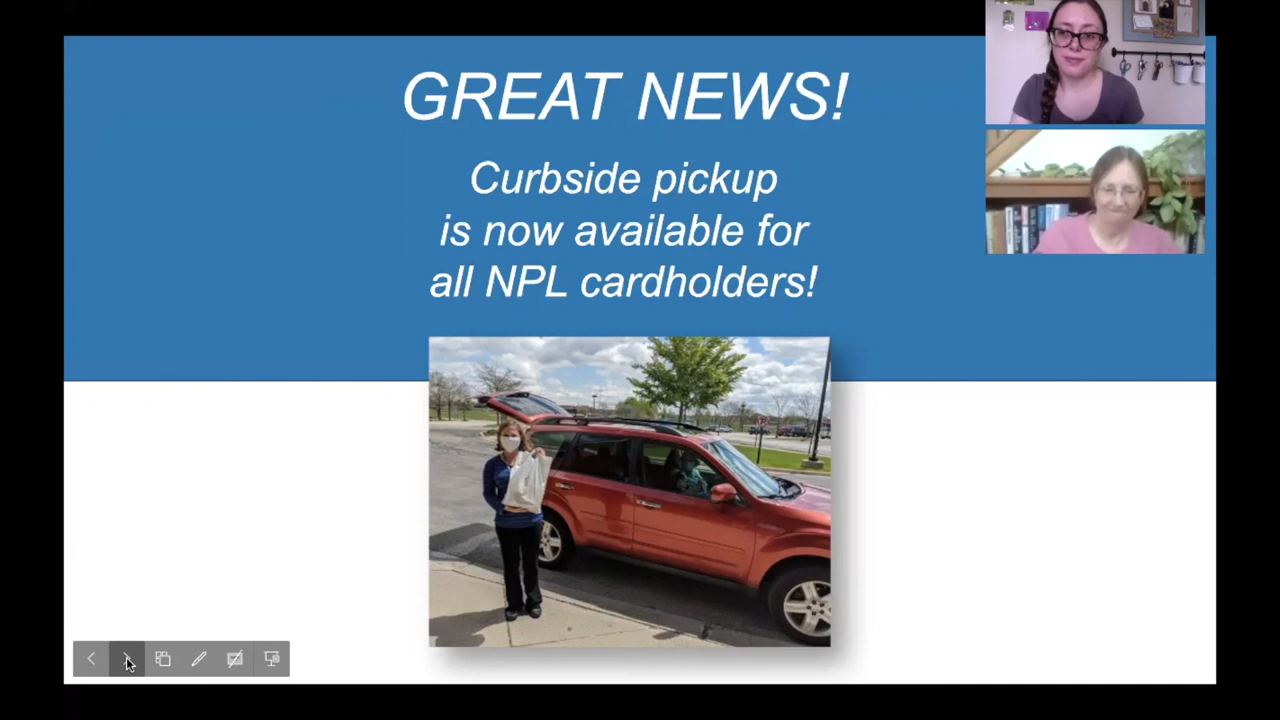 GREAT NEWS!
Curbside pickup
is now available for
all NPL cardholders!